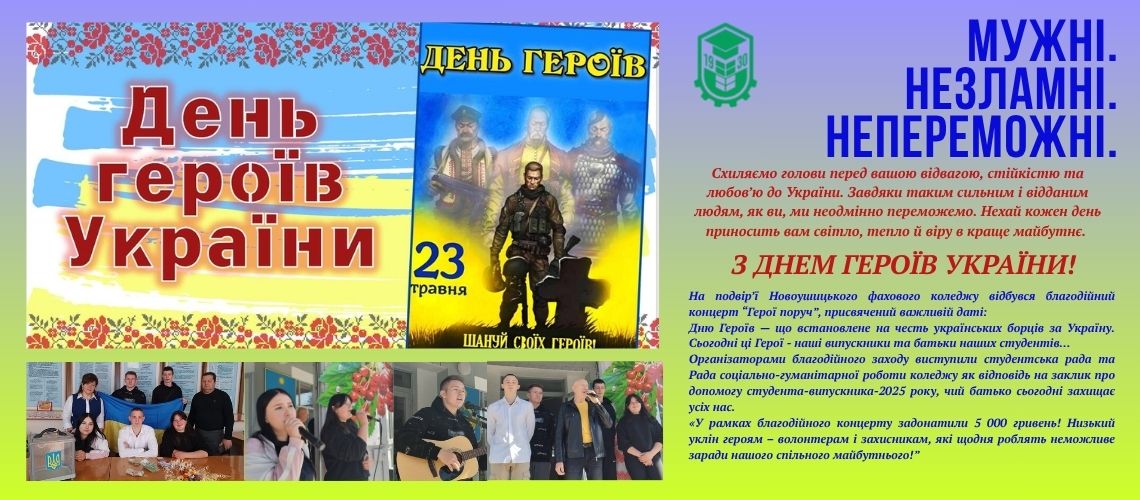 День
героїв
України
ДЕНЬ ГЕРОЇВ
23
травня
ШАНУЙ СВОЇХ ГЕРОЇВ!
19 30
МУЖНІ.
НЕЗЛАМНІ.
НЕПЕРЕМОЖНІ.
Схиляємо голови перед вашою відвагою, стійкістю та
любов’ю до України. Завдяки таким сильним і відданим
людям, як ви, ми неодмінно переможемо. Нехай кожен день
приносить вам світло, тепло й віру в краще майбутнє.
З ДНЕМ ГЕРОЇВ УКРАЇНИ!
На подвір’ї Новоушицького фахового коледжу відбувся благодійний
концерт “Герої поруч”, присвячений важливій даті:
Дню Героїв — що встановлене на честь українських борців за Україну.
Сьогодні ці Герої - наші випускники та батьки наших студентів...
Організаторами благодійного заходу виступили студентська рада та
Рада соціально-гуманітарної роботи коледжу як відповідь на заклик про
допомогу студента-випускника-2025 року, чий батько сьогодні захищає
усіх нас.
«У рамках благодійного концерту задонатили 5 000 гривень! Низький
уклін героям – волонтерам і захисникам, які щодня роблять неможливе
заради нашого спільного майбутнього!”